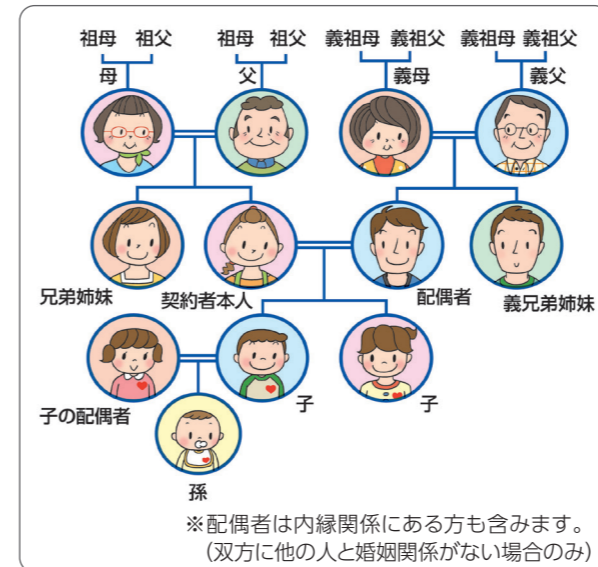 祖母 祖父 祖母 祖父 義祖母 義祖父 義祖母 義祖父
母 父 義母 義父
兄弟姉妹 契約者本人 配偶者 義兄弟姉妹
子の配偶者 子 子
孫
※配偶者は内縁関係にある方も含みます。
(双方に他の人と婚姻関係がない場合のみ)